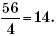 56/4 = 14.